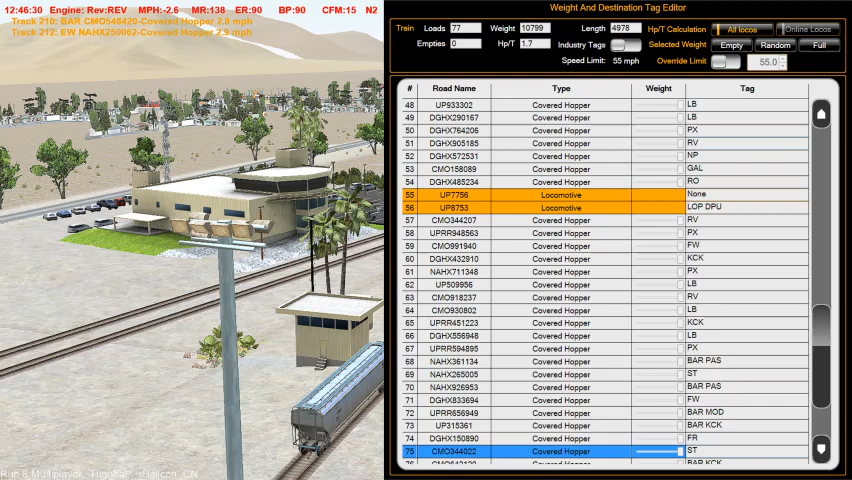 12:46:30 Engine: Rev:REV MPH:-2.6 MR:138 ER:90 BP:90 CFM:15 N2
Track 210: BAR CMO548420-Covered Hopper 2.8 mph
Track 212: EW NAHX250062-Covered Hopper 2.9 mph
Weight And Destination Tag Editor
Train Loads 77 Weight 10799 Length 4978 Hp/T Calculation All locos Online Locos
Empties 0 Hp/T 1.7 Industry Tags Selected Weight Empty Random Full
Speed Limit: 55 mph Override Limit 55.0
# Road Name Type Weight Tag
48 UP933302 Covered Hopper LB
49 DGHX290167 Covered Hopper LB
50 DGHX764206 Covered Hopper PX
51 DGHX905185 Covered Hopper RV
52 DGHX572531 Covered Hopper NP
53 CMO158089 Covered Hopper GAL
54 DGHX485234 Covered Hopper RO
55 UP7756 Locomotive None
56 UP8753 Locomotive LOP DPU
57 CMO344207 Covered Hopper RV
58 UPRR948563 Covered Hopper PX
59 CMO991940 Covered Hopper FW
60 DGHX432910 Covered Hopper KCK
61 NAHX711348 Covered Hopper PX
62 UP509956 Covered Hopper LB
63 CMO918237 Covered Hopper RV
64 CMO930802 Covered Hopper LB
65 UPRR451223 Covered Hopper KCK
66 DGHX556948 Covered Hopper LB
67 UPRR594895 Covered Hopper PX
68 NAHX361134 Covered Hopper BAR PAS
69 NAHX265005 Covered Hopper ST
70 NAHX926953 Covered Hopper BAR PAS
71 DGHX833694 Covered Hopper FW
72 UPRR656949 Covered Hopper BAR MOD
73 UP315361 Covered Hopper BAR KCK
74 DGHX150890 Covered Hopper FR
75 CMO344022 Covered Hopper ST
Covered Hopper BAR KCK
Run 8 Multiplayer